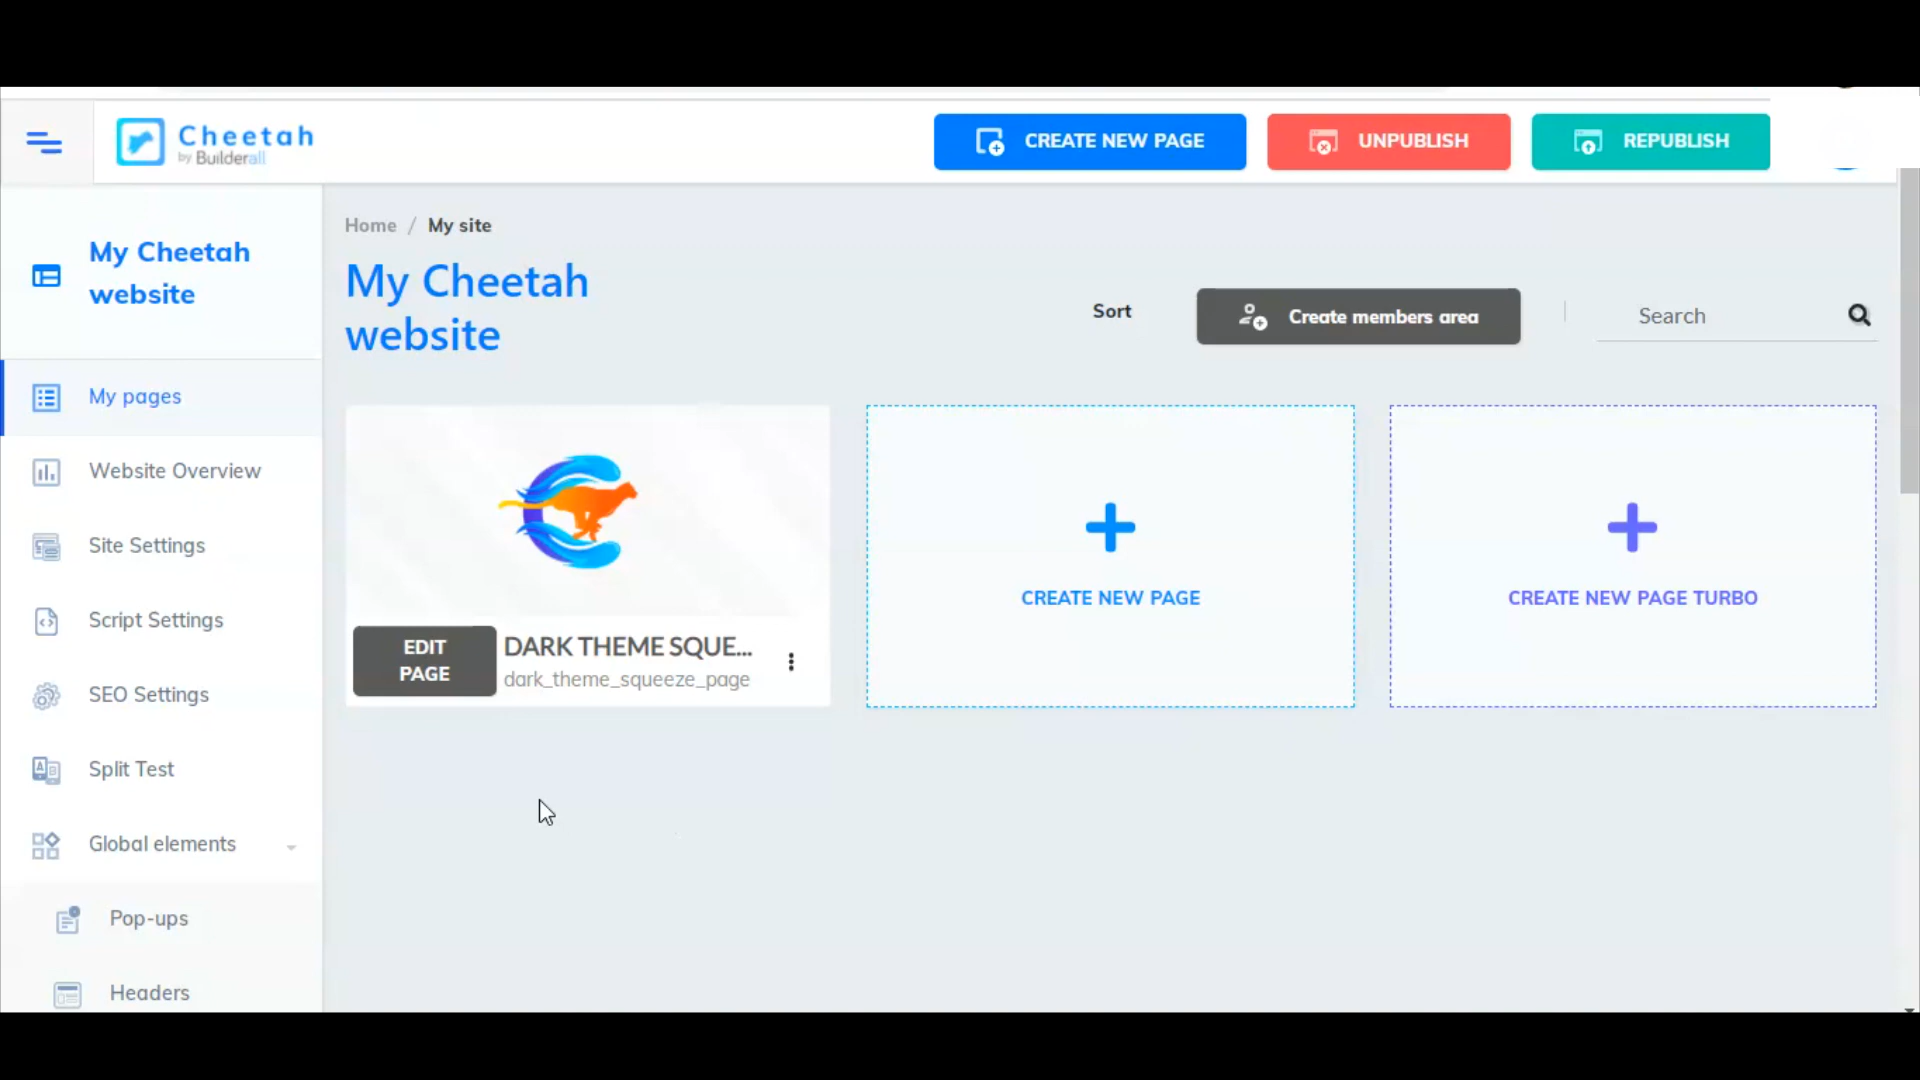 Cheetah
by Builderall
CREATE NEW PAGE
UNPUBLISH
REPUBLISH
My Cheetah
website
My pages
Website Overview
Site Settings
Script Settings
SEO Settings
Split Test
Global elements
Pop-ups
Headers
Home / My site
My Cheetah
website
Sort
Create members area
Search
EDIT
PAGE
DARK THEME SQUE...
dark_theme_squeeze_page
CREATE NEW PAGE
CREATE NEW PAGE TURBO